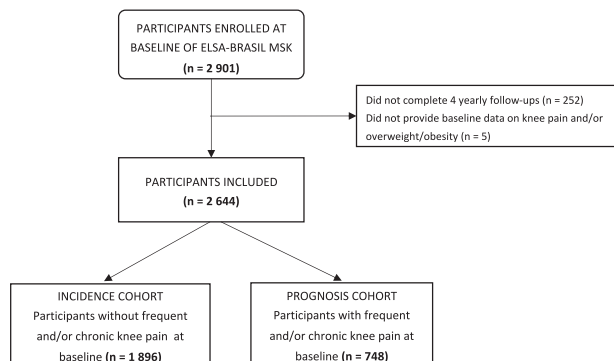 PARTICIPANTS ENROLLED AT
BASELINE OF ELSA-BRASIL MSK
(n = 2 901)
Did not complete 4 yearly follow-ups (n = 252)
Did not provide baseline data on knee pain and/or
overweight/obesity (n = 5)
PARTICIPANTS INCLUDED
(n = 2 644)
INCIDENCE COHORT
Participants without frequent
and/or chronic knee pain at
baseline (n = 1 896)
PROGNOSIS COHORT
Participants with frequent
and/or chronic knee pain at
baseline (n = 748)